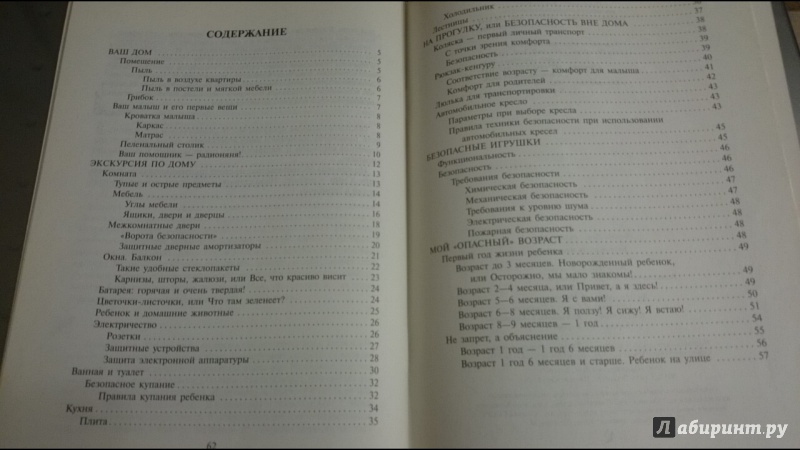 СОДЕРЖАНИЕ
ВАШ ДОМ 5
Помещение 5
Пыль 5
Пыль в воздухе квартиры 6
Пыль в постели и мягкой мебели 6
Грибок 7
Ваш малыш и его первые вещи 7
Кроватка малыша 8
Каркас 8
Матрас 8
Пеленальный столик 9
Ваш помощник — радионяня! 10
ЭКСКУРСИЯ ПО ДОМУ 12
Комната 13
Тупые и острые предметы 13
Мебель 14
Углы мебели 14
Ящики, двери и дверцы 16
Межкомнатные двери 18
«Ворота безопасности» 19
Защитные дверные амортизаторы 20
Окна. Балкон 21
Такие удобные стеклопакеты 22
Карнизы, шторы, жалюзи, или Все, что красиво висит 23
Батарея: горячая и очень твердая! 24
Цветочки-листочки, или Что там зеленеет? 24
Ребенок и домашние животные 25
Электричество 26
Розетки 26
Защитные устройства 27
Защита электронной аппаратуры 28
Ванная и туалет 30
Безопасное купание 32
Правила купания ребенка 32
Кухня 34
Плита 35
62
Холодильник
Лестницы 37
НА ПРОГУЛКУ, или БЕЗОПАСНОСТЬ ВНЕ ДОМА 38
Коляска — первый личный транспорт 38
С точки зрения комфорта 39
Безопасность 39
Рюкзак-кенгуру 40
Соответствие возрасту — комфорт для малыша 41
Комфорт для родителей 42
Люлька для транспортировки 42
Автомобильное кресло 43
Параметры при выборе кресла 43
Правила техники безопасности при использовании
автомобильных кресел 45
БЕЗОПАСНЫЕ ИГРУШКИ 45
Функциональность 46
Безопасность 46
Требования безопасности 46
Химическая безопасность 47
Механическая безопасность 47
Требования к уровню шума 48
Электрическая безопасность 48
Пожарная безопасность 48
МОЙ «ОПАСНЫЙ» ВОЗРАСТ 48
Первый год жизни ребенка 49
Возраст до 3 месяцев. Новорожденный ребенок,
или Осторожно, мы мало знакомы! 49
Возраст 2—4 месяца, или Привет, а я здесь! 49
Возраст 5—6 месяцев. Я с вами! 50
Возраст 6—8 месяцев. Я ползу! Я сижу! Я встаю! 51
Возраст 8—9 месяцев — 1 год 54
Не запрет, а объяснение 55
Возраст 1 год — 1 год 6 месяцев 56
Возраст 1 год 6 месяцев и старше. Ребенок на улице 57
Лабиринт.ру